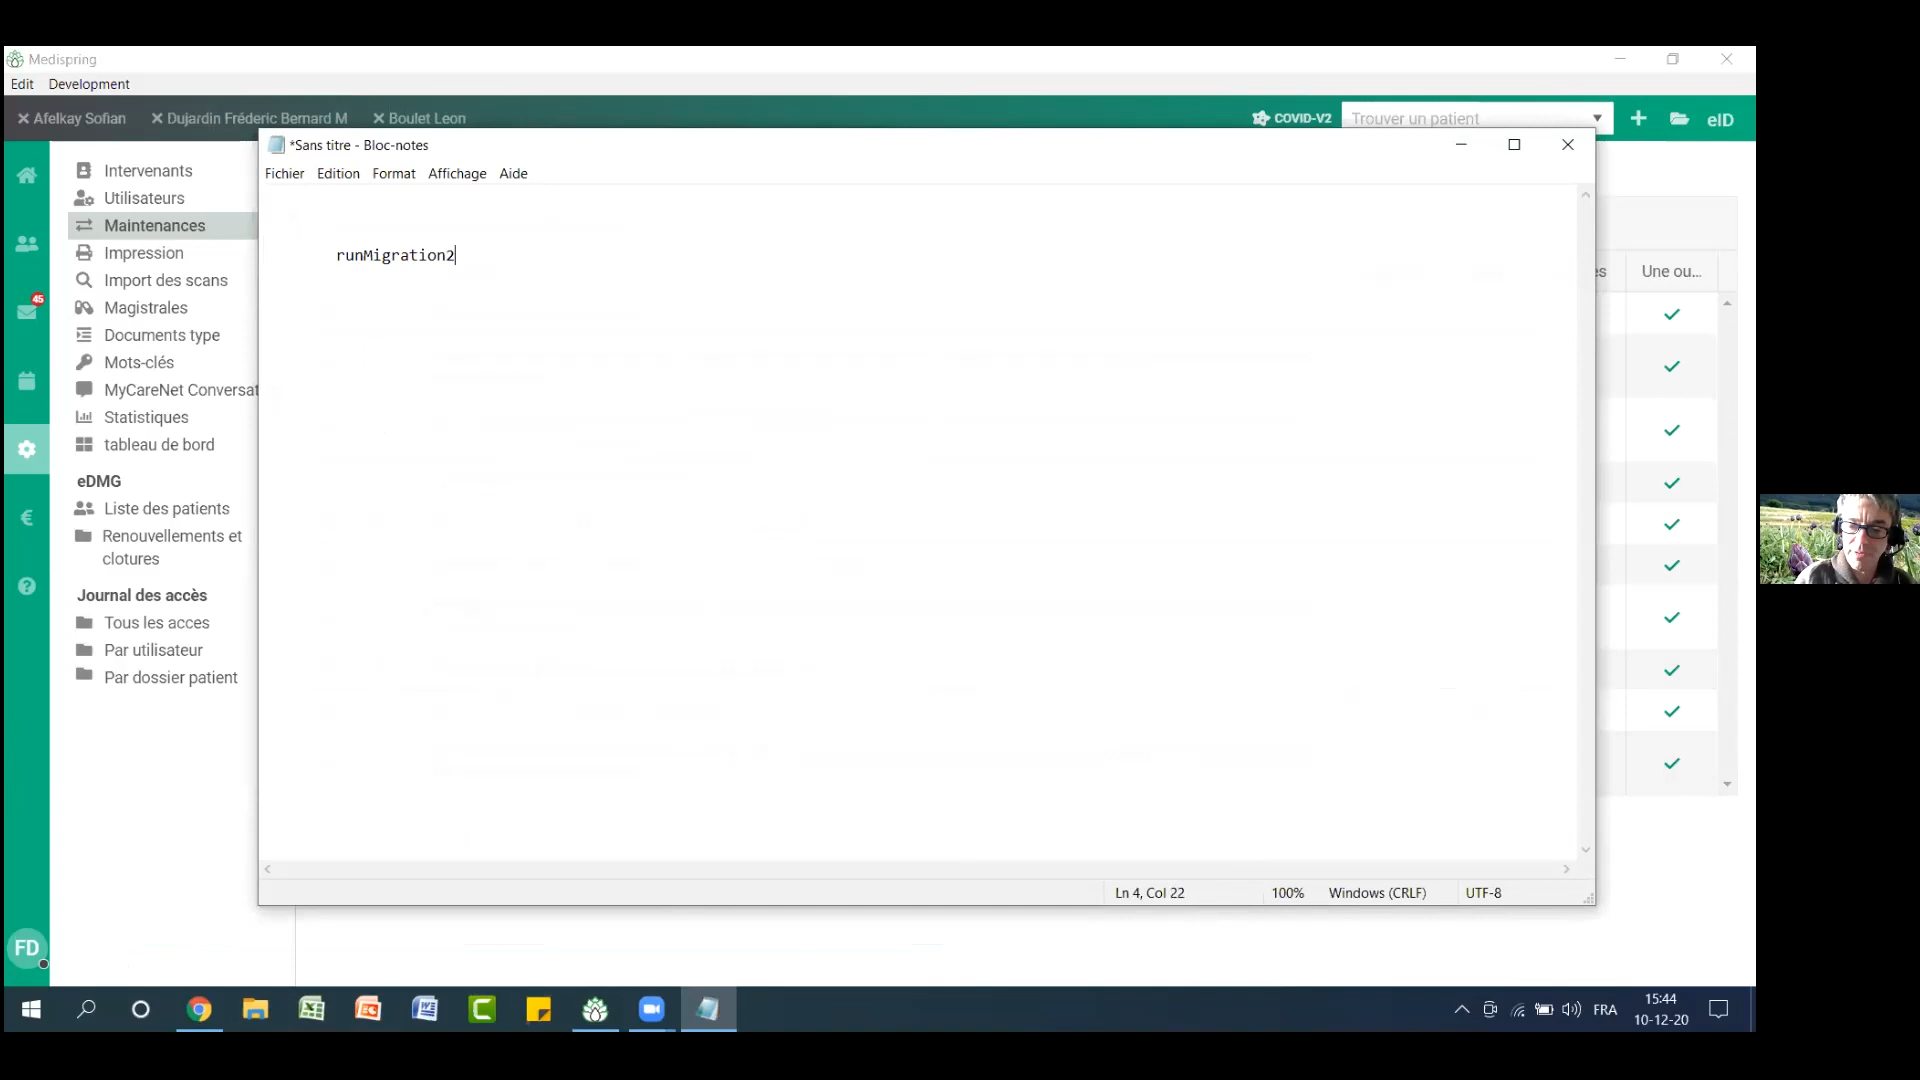 Medispring
Edit Development
Afelkay Sofian Dujardin Fréderic Bernard M Boulet Leon COVID-V2 Trouver un patient eID
*Sans titre - Bloc-notes
Fichier Edition Format Affichage Aide
Intervenants
Utilisateurs
Maintenances
Impression
Import des scans
Magistrales
Documents type
Mots-clés
MyCareNet Conversat
Statistiques
tableau de bord
eDMG
Liste des patients
Renouvellements et
clotures
Journal des accès
Tous les acces
Par utilisateur
Par dossier patient
45
€
FD
runMigration2
es Une ou...
Ln 4, Col 22 100% Windows (CRLF) UTF-8
FRA 15:44
10-12-20